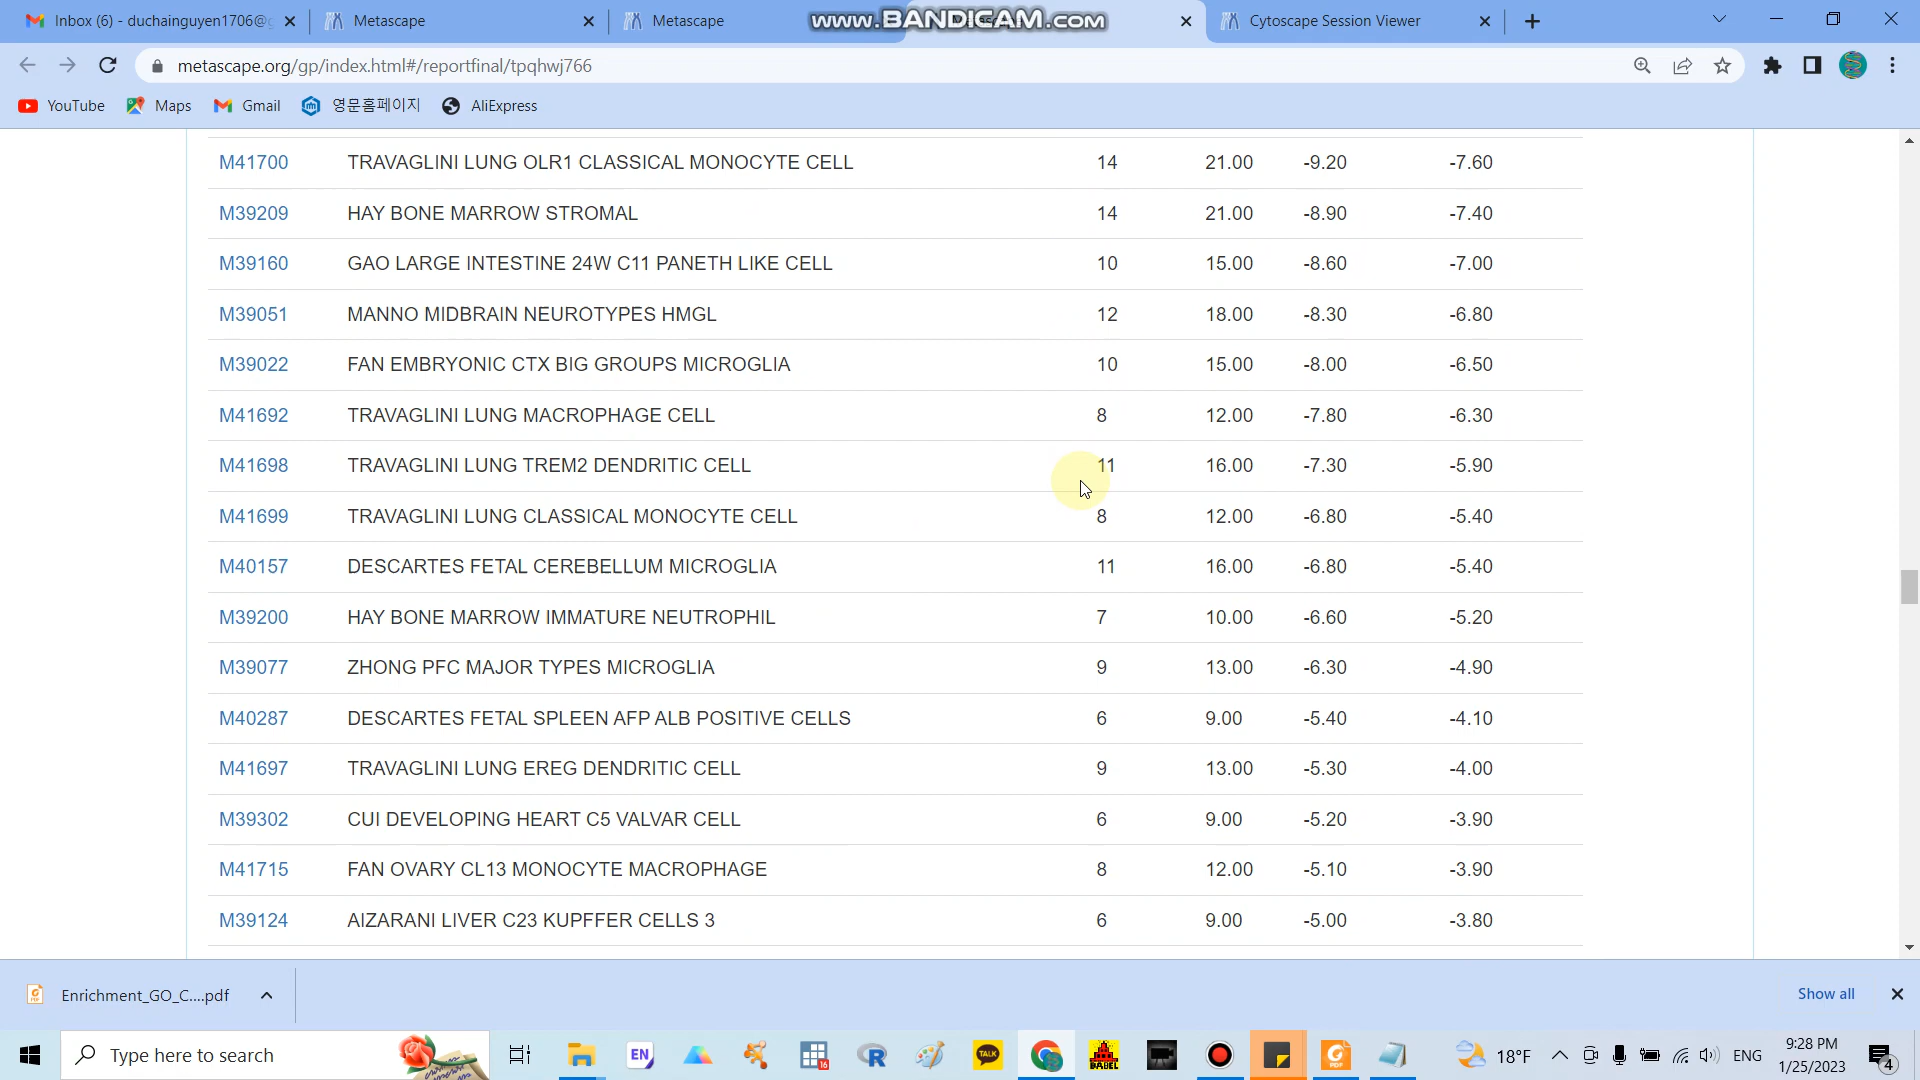 Inbox (6) - duchainguyen1706@g
Metascape
Metascape
www.BANDICAM.com
Cytoscape Session Viewer
metascape.org/gp/index.html#/reportfinal/tpqhwj766
YouTube
Maps
Gmail
영문홈페이지
AliExpress
M41700 TRAVAGLINI LUNG OLR1 CLASSICAL MONOCYTE CELL 14 21.00 -9.20 -7.60
M39209 HAY BONE MARROW STROMAL 14 21.00 -8.90 -7.40
M39160 GAO LARGE INTESTINE 24W C11 PANETH LIKE CELL 10 15.00 -8.60 -7.00
M39051 MANNO MIDBRAIN NEUROTYPES HMGL 12 18.00 -8.30 -6.80
M39022 FAN EMBRYONIC CTX BIG GROUPS MICROGLIA 10 15.00 -8.00 -6.50
M41692 TRAVAGLINI LUNG MACROPHAGE CELL 8 12.00 -7.80 -6.30
M41698 TRAVAGLINI LUNG TREM2 DENDRITIC CELL 11 16.00 -7.30 -5.90
M41699 TRAVAGLINI LUNG CLASSICAL MONOCYTE CELL 8 12.00 -6.80 -5.40
M40157 DESCARTES FETAL CEREBELLUM MICROGLIA 11 16.00 -6.80 -5.40
M39200 HAY BONE MARROW IMMATURE NEUTROPHIL 7 10.00 -6.60 -5.20
M39077 ZHONG PFC MAJOR TYPES MICROGLIA 9 13.00 -6.30 -4.90
M40287 DESCARTES FETAL SPLEEN AFP ALB POSITIVE CELLS 6 9.00 -5.40 -4.10
M41697 TRAVAGLINI LUNG EREG DENDRITIC CELL 9 13.00 -5.30 -4.00
M39302 CUI DEVELOPING HEART C5 VALVAR CELL 6 9.00 -5.20 -3.90
M41715 FAN OVARY CL13 MONOCYTE MACROPHAGE 8 12.00 -5.10 -3.90
M39124 AIZARANI LIVER C23 KUPFFER CELLS 3 6 9.00 -5.00 -3.80
Enrichment_GO_C....pdf
Show all
Type here to search
EN
16
R
TALK
BABEL
PDF
18°F
ENG
9:28 PM
1/25/2023
4